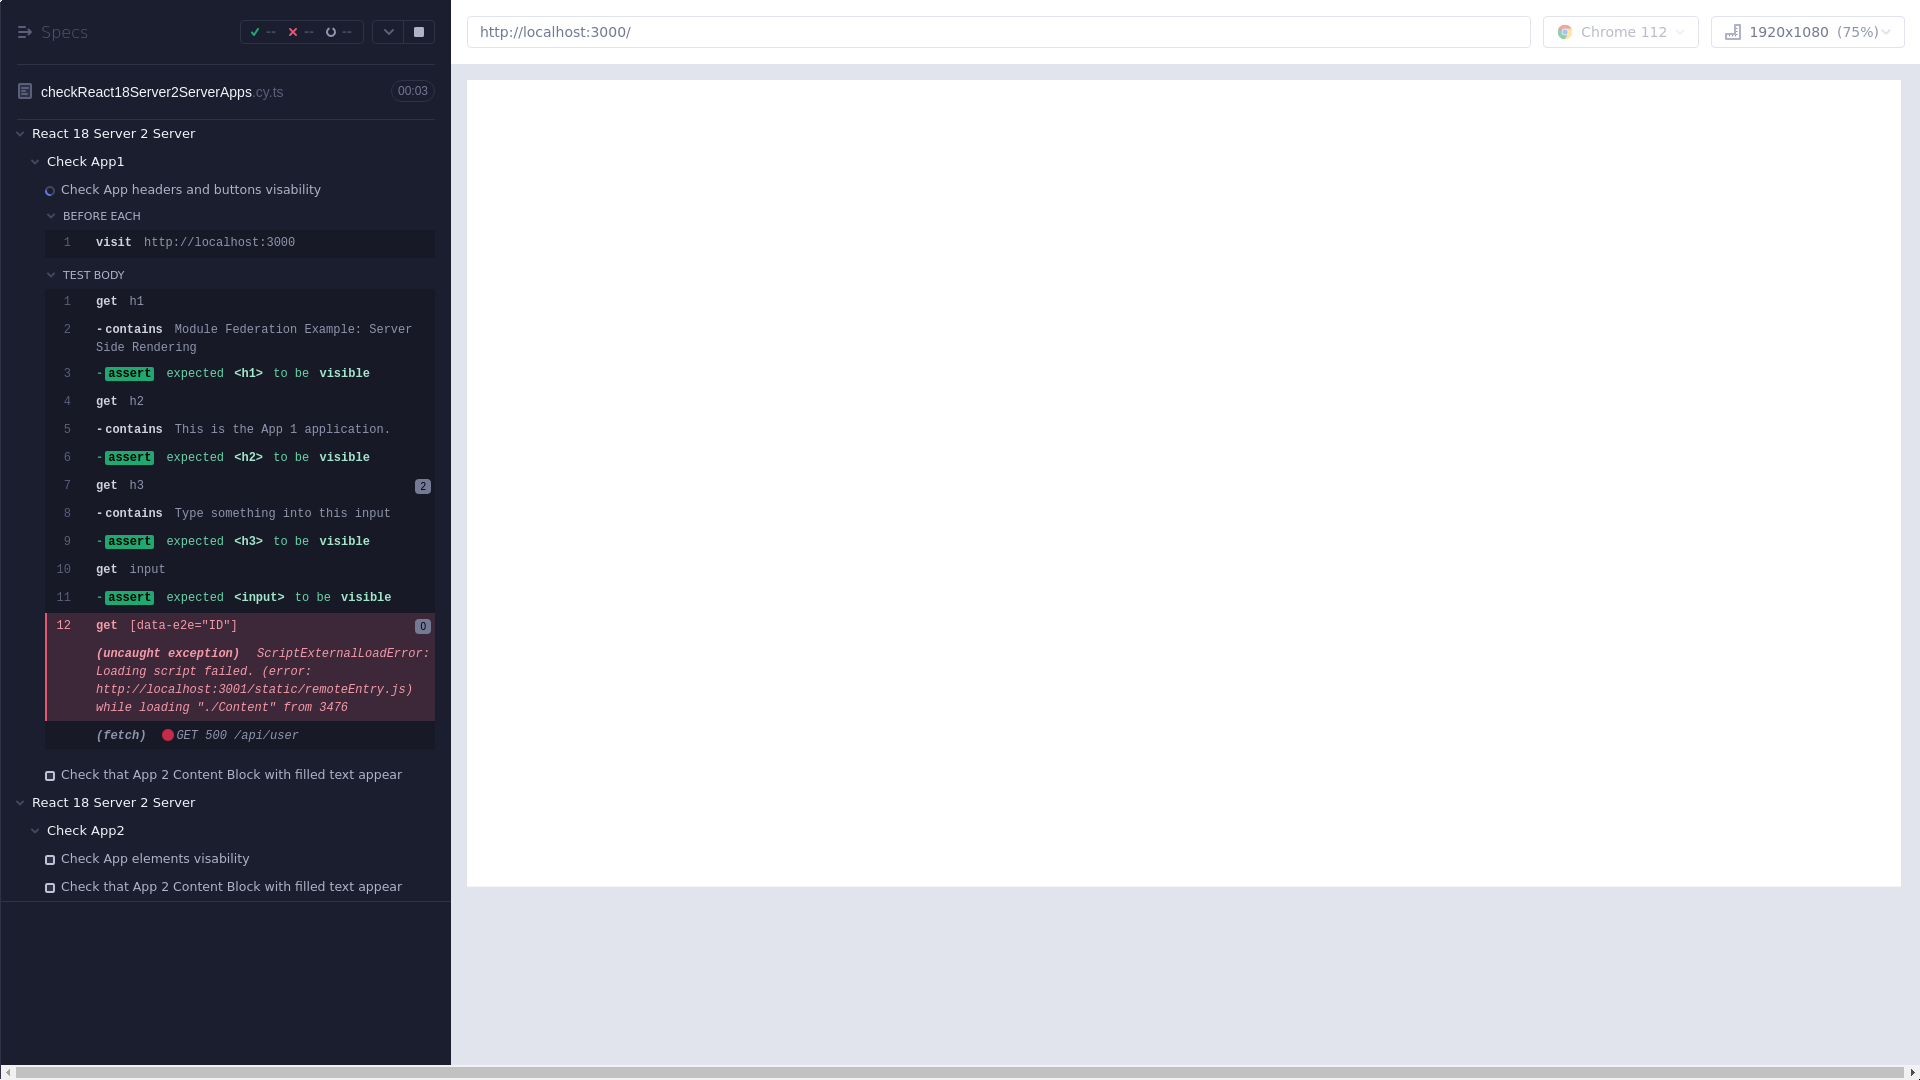 Specs
--
--
--
checkReact18Server2ServerApps.cy.ts
00:03
React 18 Server 2 Server
Check App1
Check App headers and buttons visability
BEFORE EACH
1 visit http://localhost:3000
TEST BODY
1 get h1
2 -contains Module Federation Example: Server
Side Rendering
3 -assert expected <h1> to be visible
4 get h2
5 -contains This is the App 1 application.
6 -assert expected <h2> to be visible
7 get h3 2
8 -contains Type something into this input
9 -assert expected <h3> to be visible
10 get input
11 -assert expected <input> to be visible
12 get [data-e2e="ID"] 0
(uncaught exception) ScriptExternalLoadError:
Loading script failed. (error:
http://localhost:3001/static/remoteEntry.js)
while loading "./Content" from 3476
(fetch) GET 500 /api/user
Check that App 2 Content Block with filled text appear
React 18 Server 2 Server
Check App2
Check App elements visability
Check that App 2 Content Block with filled text appear
http://localhost:3000/
Chrome 112
1920x1080 (75%)